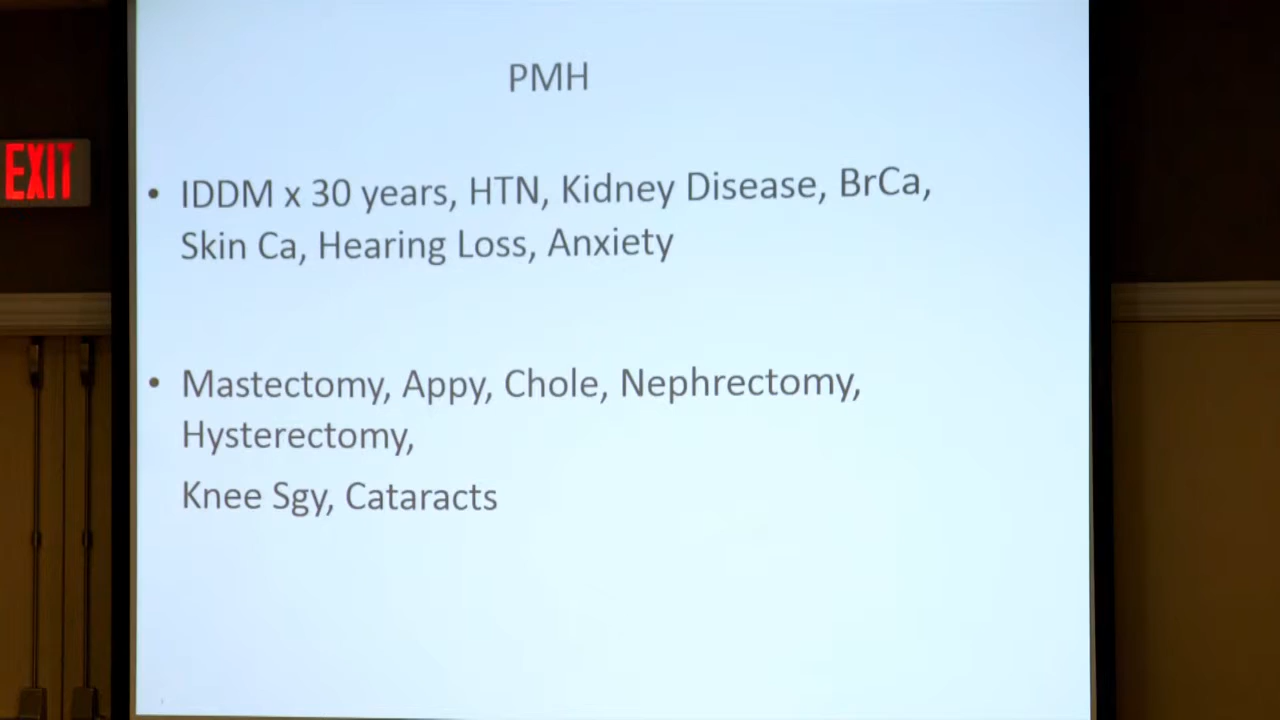 PMH
EXIT
• IDDM x 30 years, HTN, Kidney Disease, BrCa,
Skin Ca, Hearing Loss, Anxiety
• Mastectomy, Appy, Chole, Nephrectomy,
Hysterectomy,
Knee Sgy, Cataracts